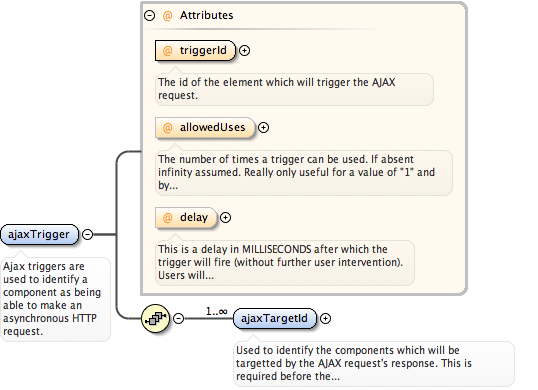 @ Attributes
@ triggerId
The id of the element which will trigger the AJAX
request.
@ allowedUses
The number of times a trigger can be used. If absent
infinity assumed. Really only useful for a value of "1" and
by...
@ delay
This is a delay in MILLISECONDS after which the
trigger will fire (without further user intervention).
Users will...
ajaxTrigger
Ajax triggers are
used to identify a
component as being
able to make an
asynchronous HTTP
request.
1..∞
ajaxTargetId
Used to identify the components which will be
targetted by the AJAX request's response. This is
required before the...